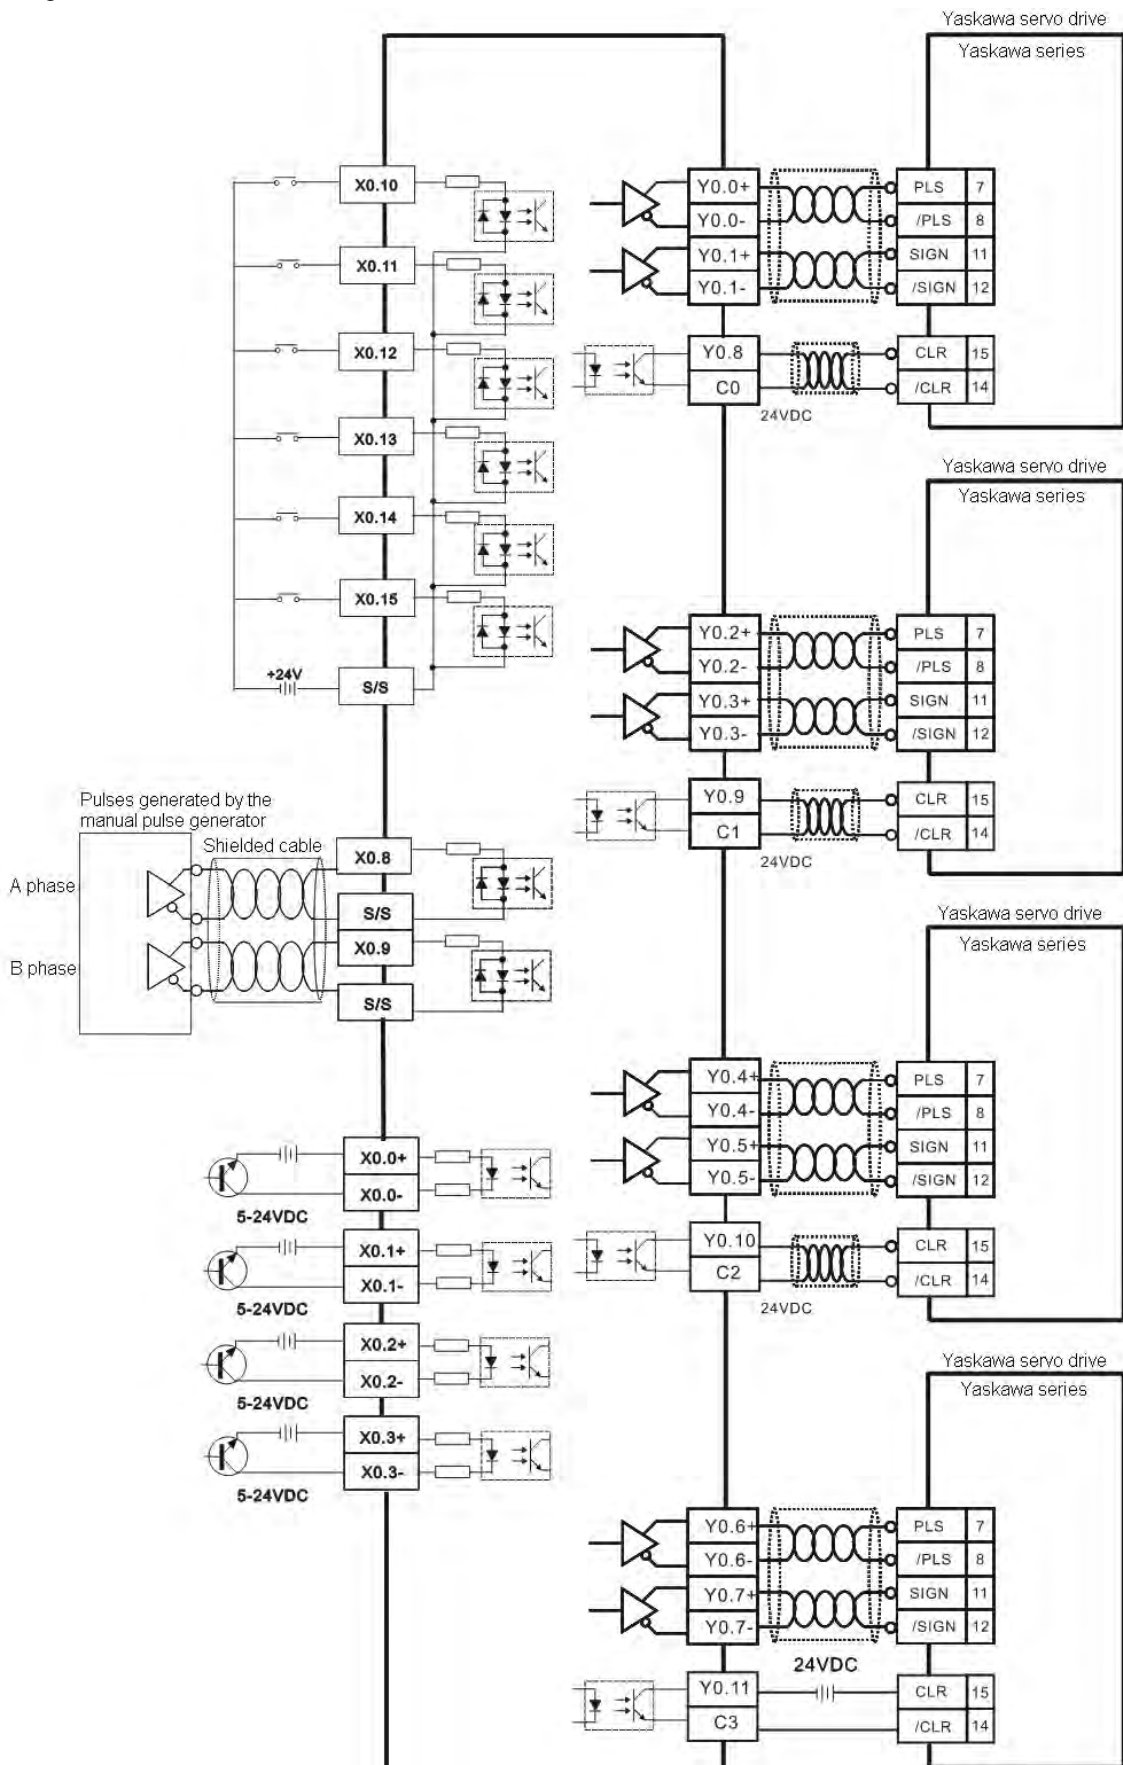 Yaskawa servo drive
Yaskawa series
X0.10
X0.11
X0.12
X0.13
X0.14
X0.15
+24V
S/S
Pulses generated by the
manual pulse generator
Shielded cable
A phase
B phase
X0.8
S/S
X0.9
S/S
X0.0+
X0.0-
5-24VDC
X0.1+
X0.1-
5-24VDC
X0.2+
X0.2-
5-24VDC
X0.3+
X0.3-
5-24VDC
Y0.0+
PLS 7
Y0.0-
/PLS 8
Y0.1+
SIGN 11
Y0.1-
/SIGN 12
Y0.8
CLR 15
C0
/CLR 14
24VDC
Yaskawa servo drive
Yaskawa series
Y0.2+
PLS 7
Y0.2-
/PLS 8
Y0.3+
SIGN 11
Y0.3-
/SIGN 12
Y0.9
CLR 15
C1
/CLR 14
24VDC
Yaskawa servo drive
Yaskawa series
Y0.4+
PLS 7
Y0.4-
/PLS 8
Y0.5+
SIGN 11
Y0.5-
/SIGN 12
Y0.10
CLR 15
C2
/CLR 14
24VDC
Yaskawa servo drive
Yaskawa series
Y0.6+
PLS 7
Y0.6-
/PLS 8
Y0.7+
SIGN 11
Y0.7-
/SIGN 12
24VDC
Y0.11
CLR 15
C3
/CLR 14